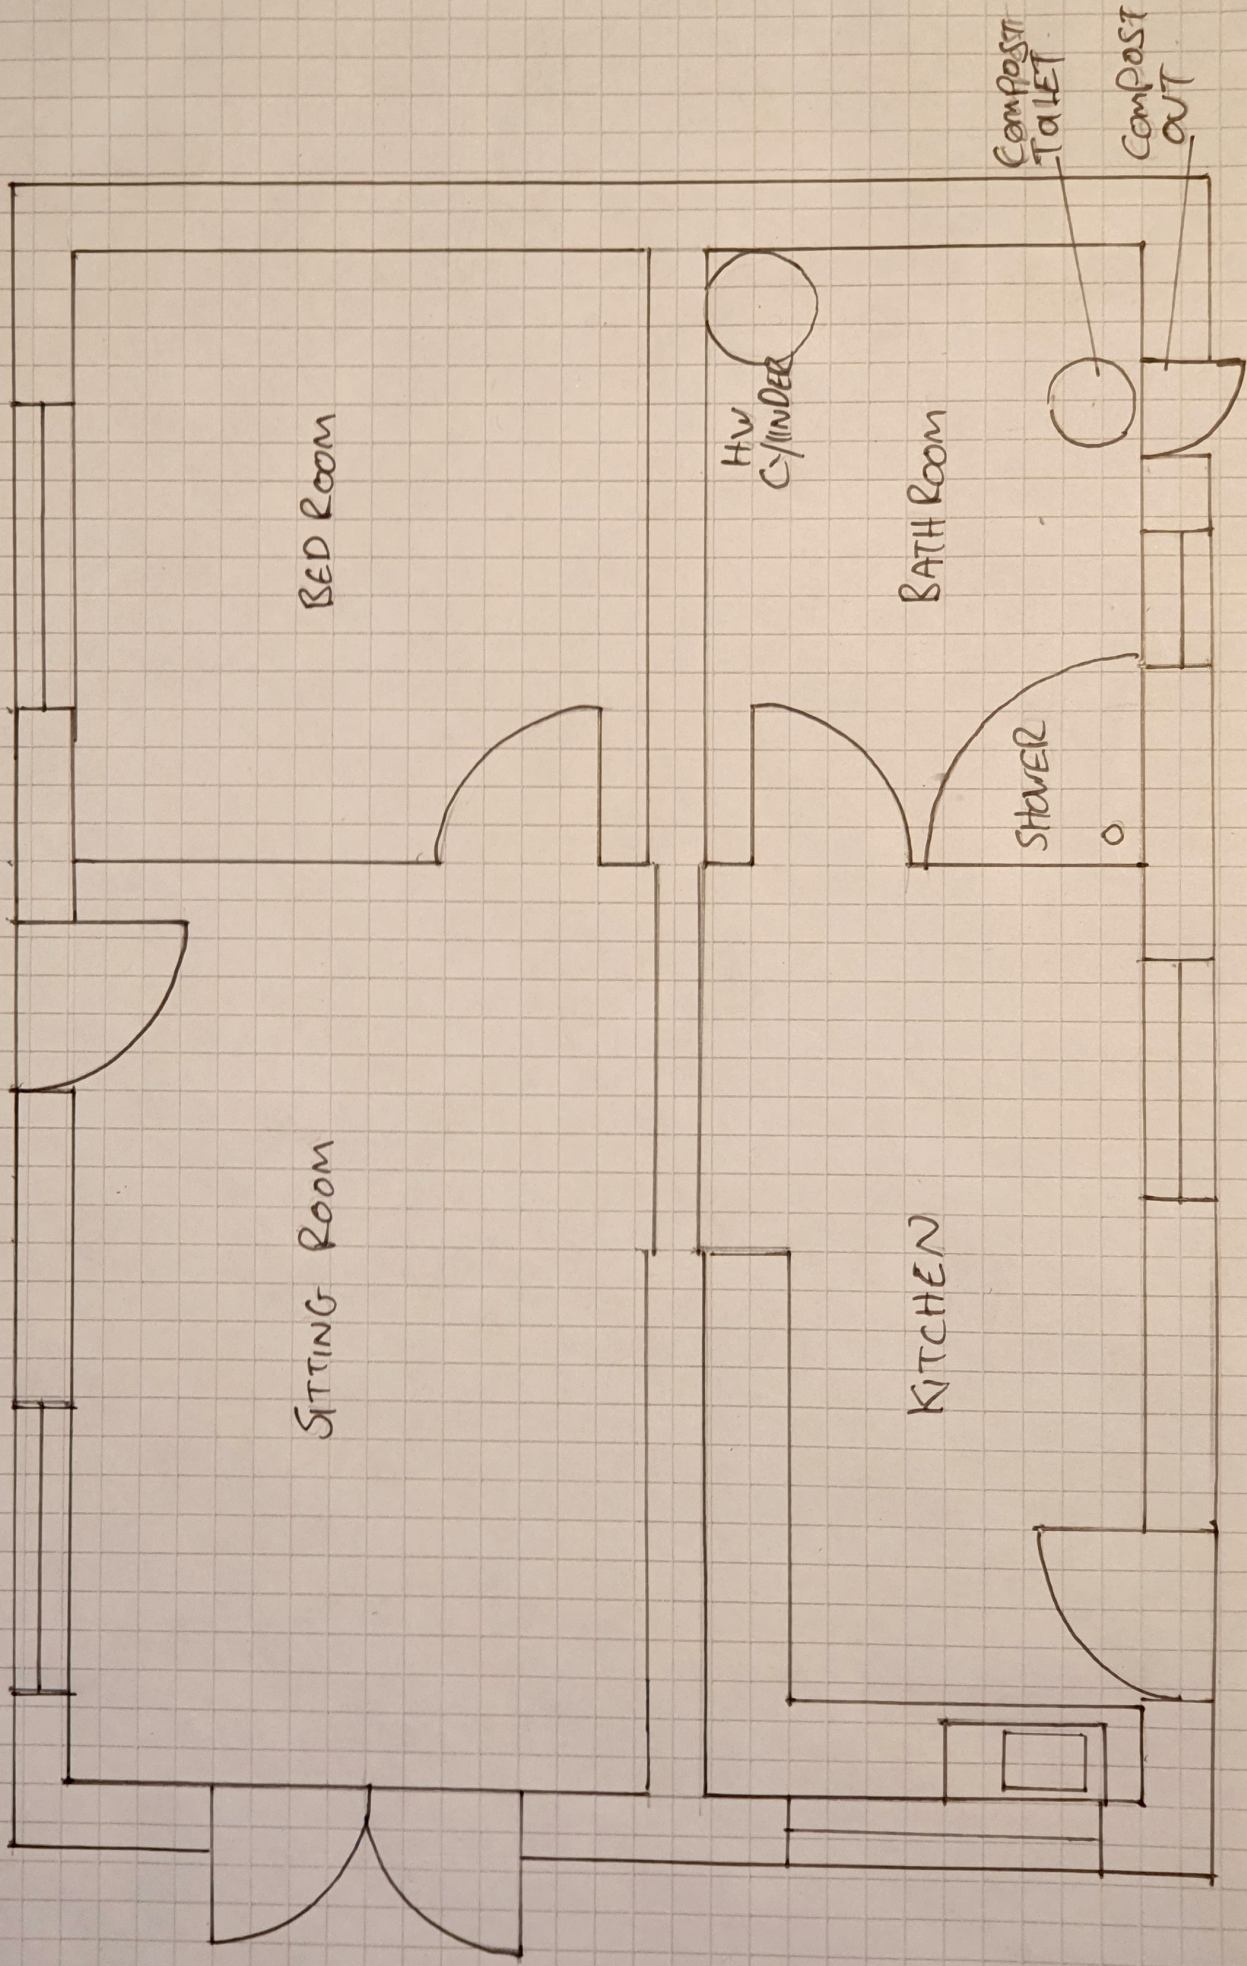 COMPOST
TOILET
COMPOST
OUT
BED ROOM
HW
CYLINDER
BATH ROOM
SHOWER
SITTING ROOM
KITCHEN